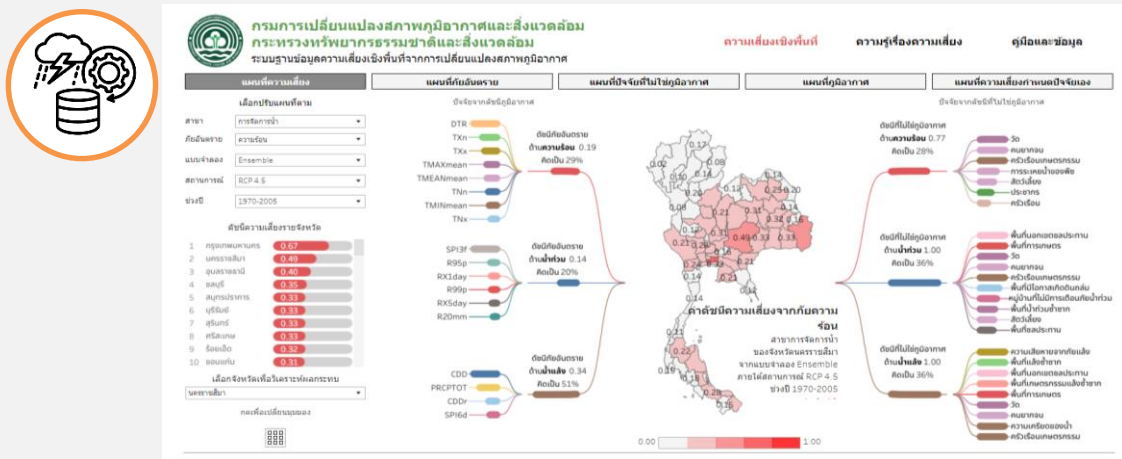 กรมการเปลี่ยนแปลงสภาพภูมิอากาศและสิ่งแวดล้อม
กระทรวงทรัพยากรธรรมชาติและสิ่งแวดล้อม
ระบบฐานข้อมูลความเสี่ยงเชิงพื้นที่จากการเปลี่ยนแปลงสภาพภูมิอากาศ
ความเสี่ยงเชิงพื้นที่
ความรู้เรื่องความเสี่ยง
คู่มือและข้อมูล
แผนที่ความเสี่ยง
แผนที่ภัยอันตราย
แผนที่ปัจจัยที่ไม่ใช่ภูมิอากาศ
แผนที่ภูมิอากาศ
แผนที่ความเสี่ยงกำหนดปัจจัยเอง
เลือกปรับแผนที่ตาม
สาขา การจัดการน้ำ
ภัยอันตราย ความร้อน
แบบจำลอง Ensemble
สถานการณ์ RCP 4.5
ช่วงปี 1970-2005
ดัชนีความเสี่ยงรายจังหวัด
1 กรุงเทพมหานคร 0.67
2 นครราชสีมา 0.49
3 อุบลราชธานี 0.40
4 ชลบุรี 0.35
5 สมุทรปราการ 0.33
6 บุรีรัมย์ 0.33
7 สุรินทร์ 0.33
8 ศรีสะเกษ 0.33
9 ร้อยเอ็ด 0.32
10 ขอนแก่น 0.31
เลือกจังหวัดเพื่อวิเคราะห์ผลกระทบ
นครราชสีมา
กดเพื่อเปลี่ยนมุมมอง
ปัจจัยจากดัชนีภูมิอากาศ
DTR
TXn
TXx
TMAXmean
TMEANmean
TNn
TMINmean
TNx
ดัชนีภัยอันตราย
ด้านความร้อน 0.19
คิดเป็น 29%
SPI3f
R95p
RX1day
R99p
RX5day
R20mm
ดัชนีภัยอันตราย
ด้านน้ำท่วม 0.14
คิดเป็น 20%
CDD
PRCPTOT
CDDr
SPI6d
ดัชนีภัยอันตราย
ด้านน้ำแล้ง 0.34
คิดเป็น 51%
ค่าดัชนีความเสี่ยงจากภัยความ
ร้อน
สาขาการจัดการน้ำ
ของจังหวัดนครราชสีมา
จากแบบจำลอง Ensemble
ภายใต้สถานการณ์ RCP 4.5
ช่วงปี 1970-2005
0.00
1.00
ปัจจัยจากดัชนีที่ไม่ใช่ภูมิอากาศ
ดัชนีที่ไม่ใช่ภูมิอากาศ
ด้านความร้อน 0.77
คิดเป็น 28%
วัด
คนยากจน
ครัวเรือนเกษตรกรรม
การระเหยน้ำของพืช
สัตว์เลี้ยง
ประชากร
ครัวเรือน
ดัชนีที่ไม่ใช่ภูมิอากาศ
ด้านน้ำท่วม 1.00
คิดเป็น 36%
พื้นที่นอกเขตชลประทาน
พื้นที่การเกษตร
วัด
คนยากจน
ครัวเรือนเกษตรกรรม
พื้นที่มีโอกาสเกิดดินถล่ม
หมู่บ้านที่ไม่มีการเตือนภัยน้ำท่วม
พื้นที่น้ำท่วมซ้ำซาก
สัตว์เลี้ยง
พื้นที่ชลประทาน
ดัชนีที่ไม่ใช่ภูมิอากาศ
ด้านน้ำแล้ง 1.00
คิดเป็น 36%
ความเสียหายจากภัยแล้ง
พื้นที่แล้งซ้ำซาก
พื้นที่นอกเขตชลประทาน
พื้นที่เกษตรกรรมแล้งซ้ำซาก
พื้นที่การเกษตร
วัด
คนยากจน
ความเครียดของน้ำ
ครัวเรือนเกษตรกรรม